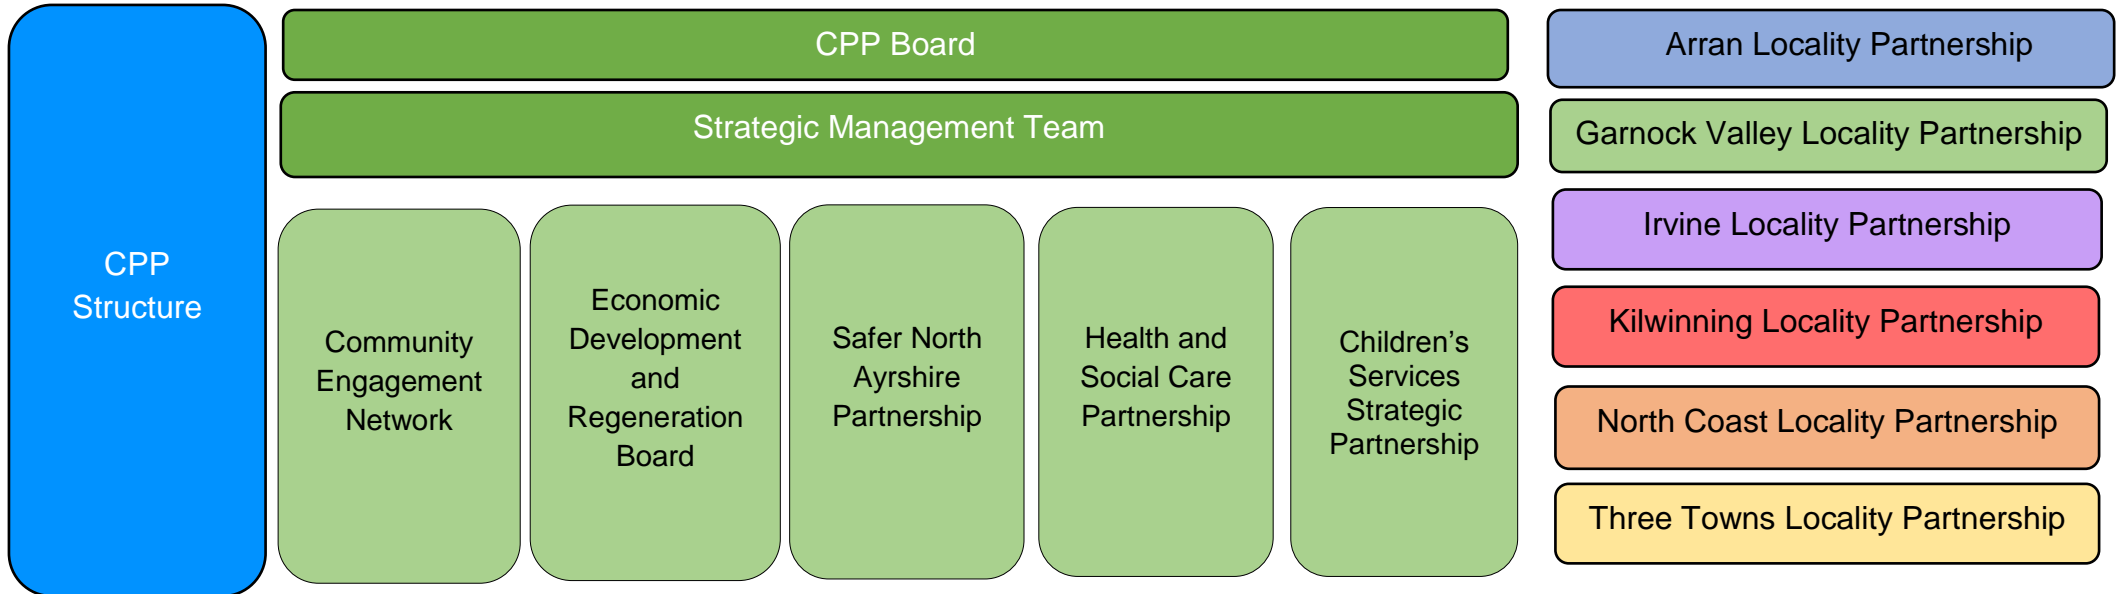 CPP
Structure
CPP Board
Strategic Management Team
Community
Engagement
Network
Economic
Development
and
Regeneration
Board
Safer North
Ayrshire
Partnership
Health and
Social Care
Partnership
Children’s
Services
Strategic
Partnership
Arran Locality Partnership
Garnock Valley Locality Partnership
Irvine Locality Partnership
Kilwinning Locality Partnership
North Coast Locality Partnership
Three Towns Locality Partnership